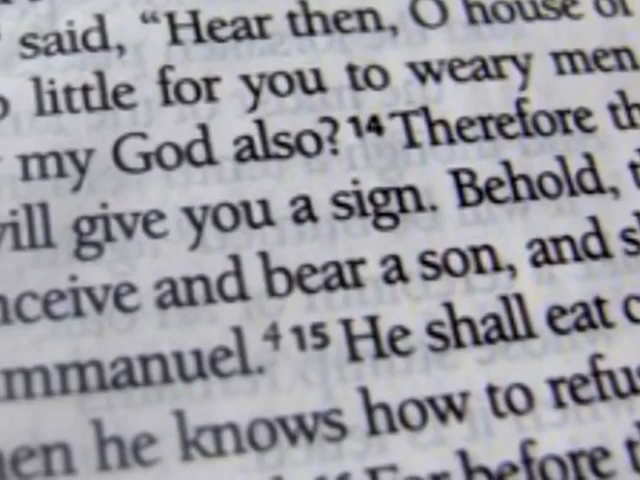 said, “Hear then, O house of
little for you to weary men
my God also? 14 Therefore th
will give you a sign. Behold, t
nceive and bear a son, and s
mmanuel.4 15 He shall eat c
en he knows how to refu
For before t